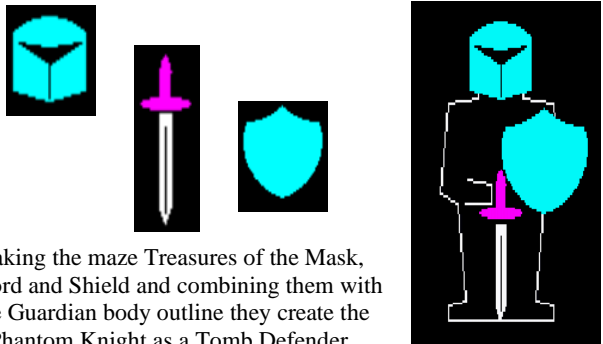 aking the maze Treasures of the Mask,
ord and Shield and combining them with
e Guardian body outline they create the
Phantom Knight as a Tomb Defender